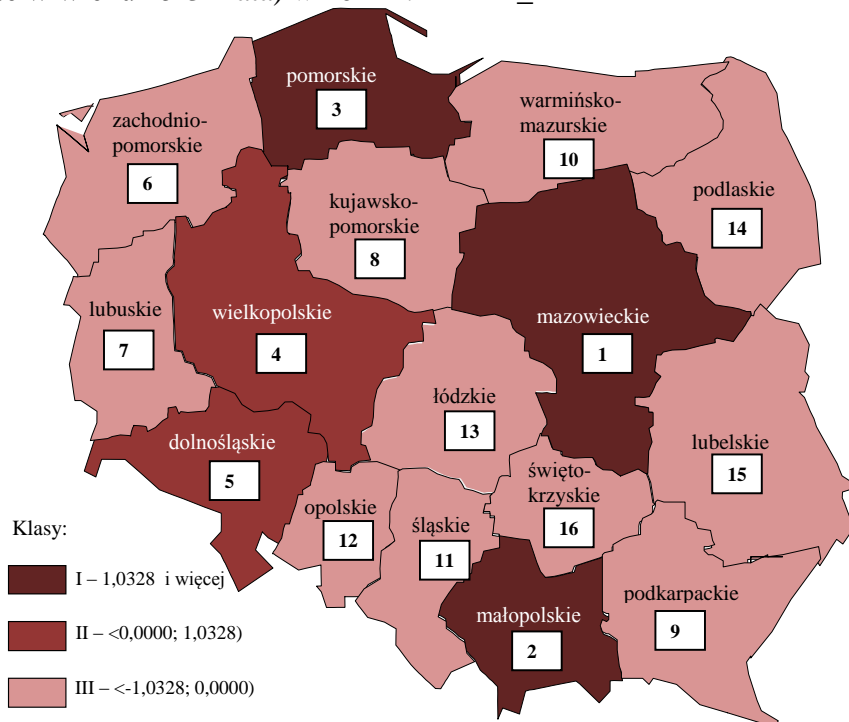 pomorskie
3
warmińsko-
mazurskie
10
zachodnio-
pomorskie
6
podlaskie
14
kujawsko-
pomorskie
8
lubuskie
7
wielkopolskie
4
mazowieckie
1
łódzkie
13
dolnośląskie
5
lubelskie
15
święto-
krzyskie
16
opolskie
12
śląskie
11
małopolskie
2
podkarpackie
9
Klasy:
I – 1,0328 i więcej
II – <0,0000; 1,0328)
III – <-1,0328; 0,0000)